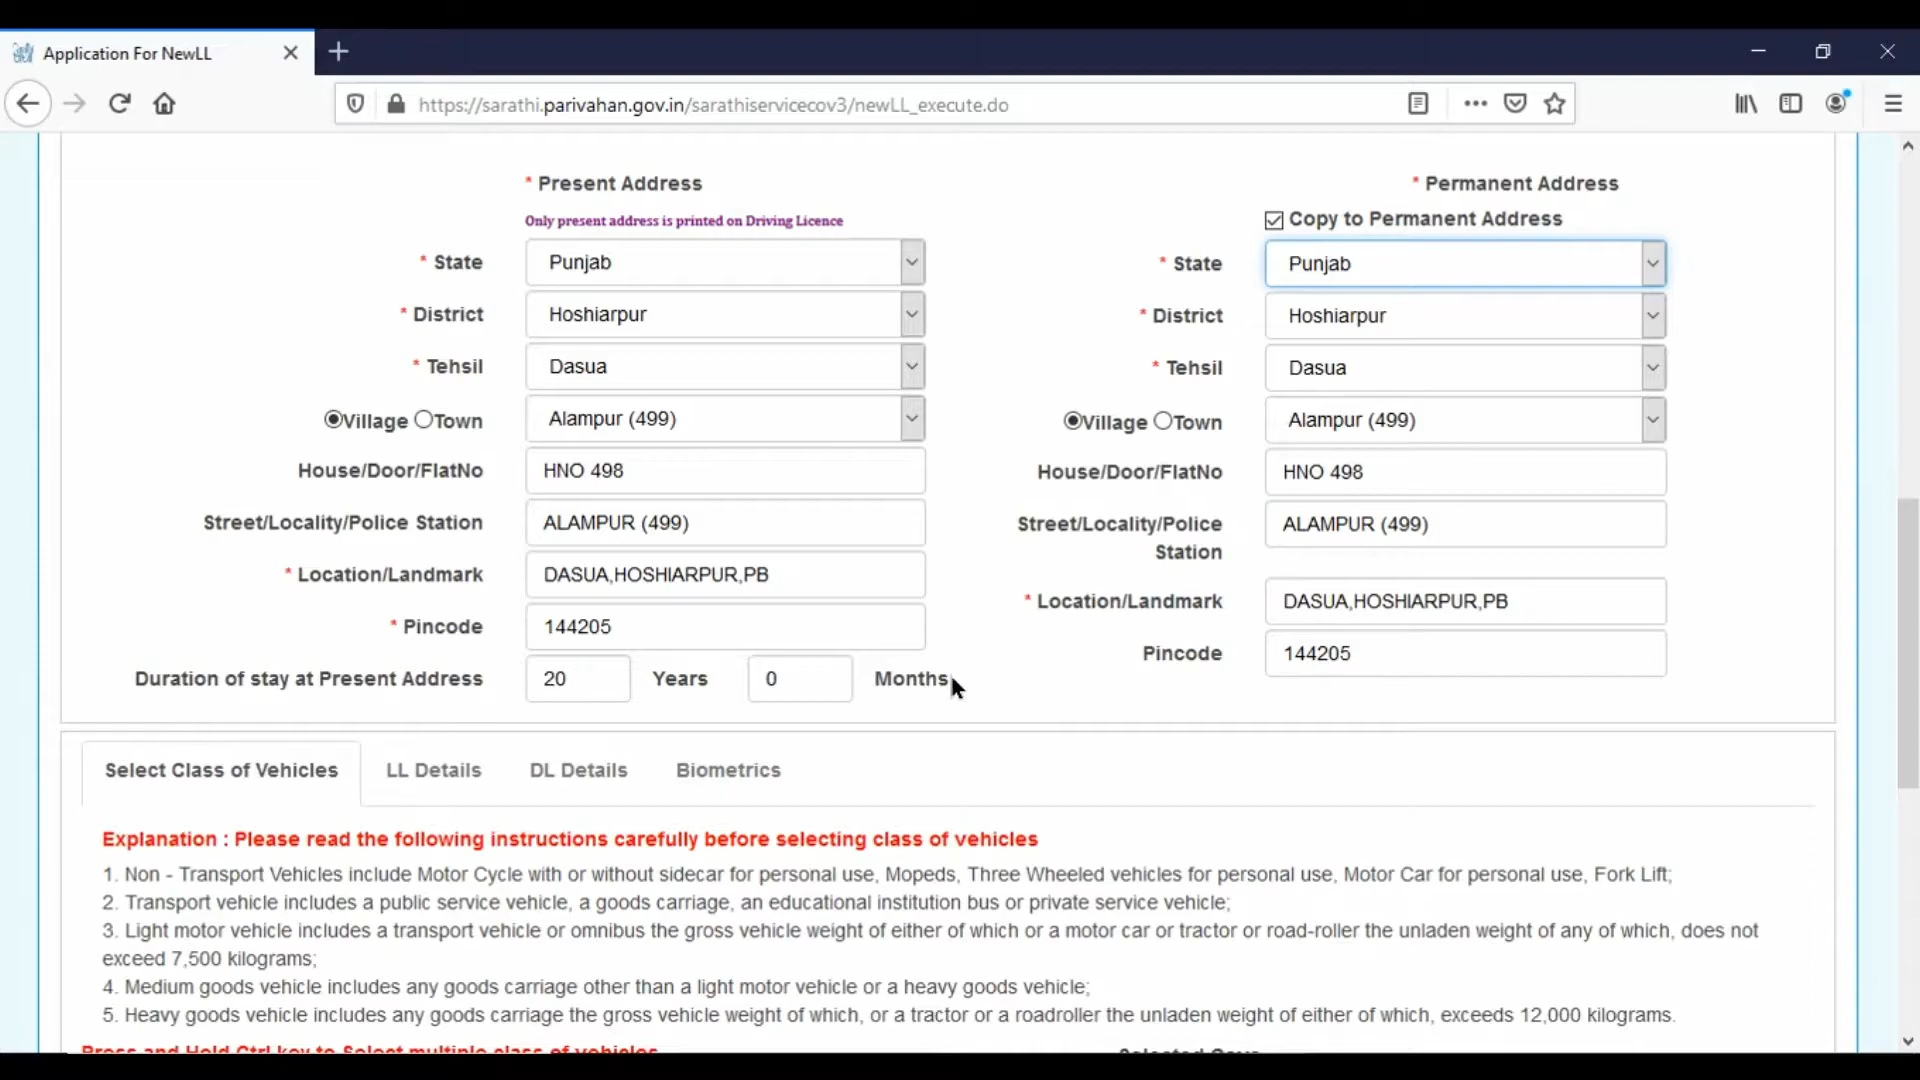 Application For NewLL
https://sarathi.parivahan.gov.in/sarathiservicecov3/newLL_execute.do
* Present Address
* Permanent Address
Only present address is printed on Driving Licence
Copy to Permanent Address
* State Punjab
* State Punjab
* District Hoshiarpur
* District Hoshiarpur
* Tehsil Dasua
* Tehsil Dasua
Village Town Alampur (499)
Village Town Alampur (499)
House/Door/FlatNo HNO 498
House/Door/FlatNo HNO 498
Street/Locality/Police Station ALAMPUR (499)
Street/Locality/Police
Station
ALAMPUR (499)
* Location/Landmark DASUA,HOSHIARPUR,PB
* Location/Landmark DASUA,HOSHIARPUR,PB
* Pincode 144205
Pincode 144205
Duration of stay at Present Address 20 Years 0 Months
Select Class of Vehicles LL Details DL Details Biometrics
Explanation : Please read the following instructions carefully before selecting class of vehicles
1. Non - Transport Vehicles include Motor Cycle with or without sidecar for personal use, Mopeds, Three Wheeled vehicles for personal use, Motor Car for personal use, Fork Lift;
2. Transport vehicle includes a public service vehicle, a goods carriage, an educational institution bus or private service vehicle;
3. Light motor vehicle includes a transport vehicle or omnibus the gross vehicle weight of either of which or a motor car or tractor or road-roller the unladen weight of any of which, does not
exceed 7,500 kilograms;
4. Medium goods vehicle includes any goods carriage other than a light motor vehicle or a heavy goods vehicle;
5. Heavy goods vehicle includes any goods carriage the gross vehicle weight of which, or a tractor or a roadroller the unladen weight of either of which, exceeds 12,000 kilograms.
Press and Hold Ctrl key to Select multiple class of vehicles